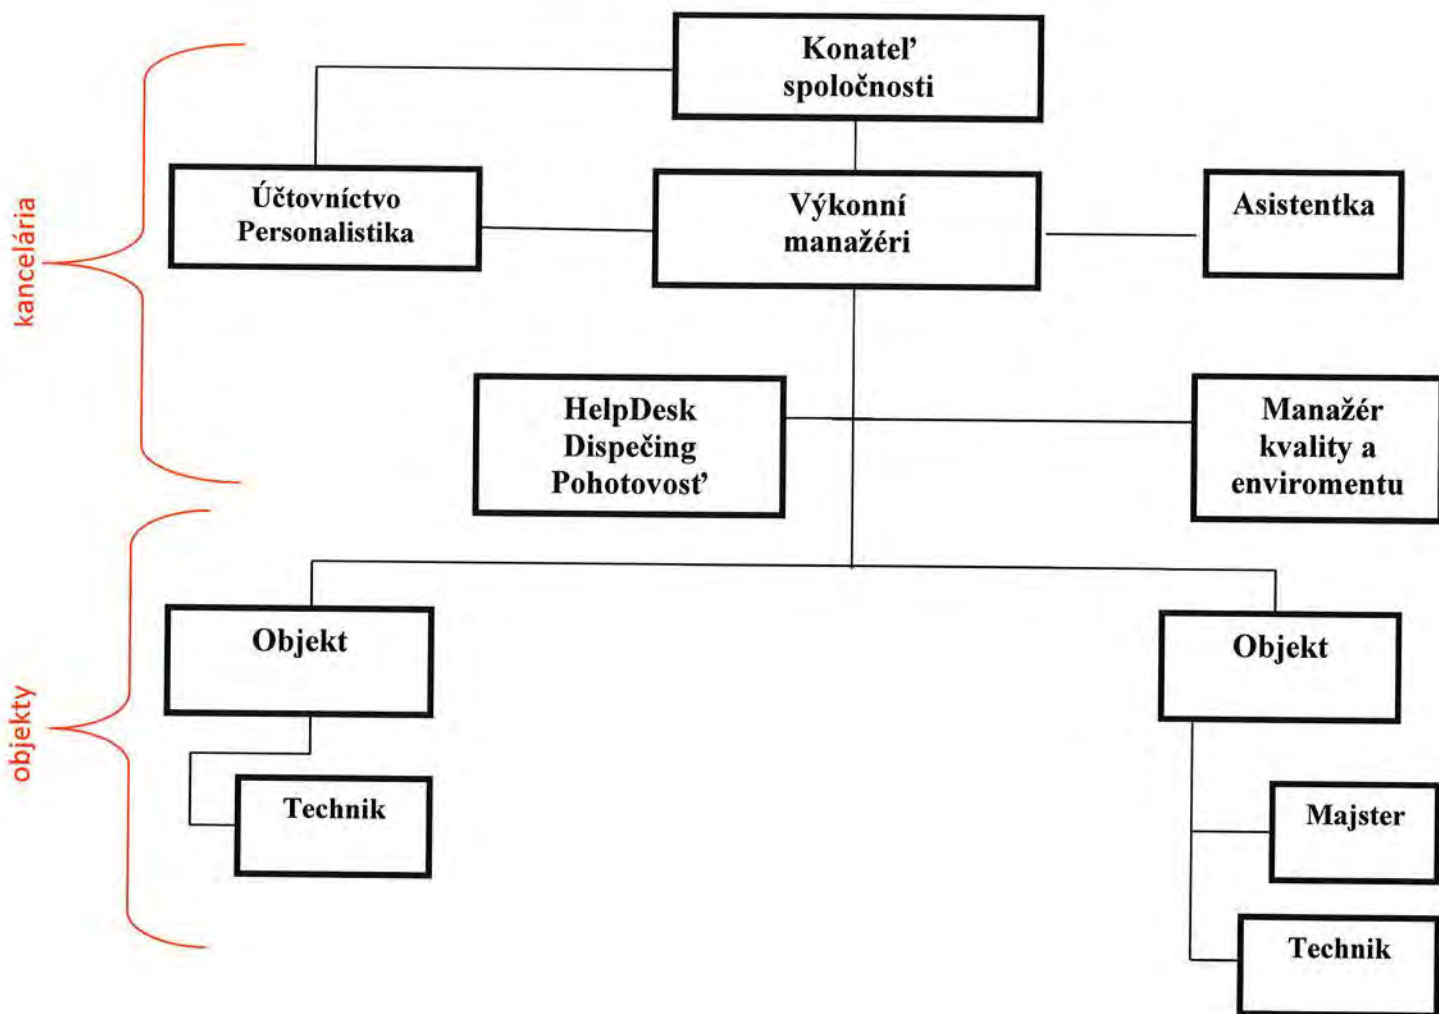 Konateľ
spoločnosti
Účtovníctvo
Personalistika
Výkonní
manažéri
Asistentka
kancelária
HelpDesk
Dispečing
Pohotovosť
Manažér
kvality a
enviromentu
objekty
Objekt
Objekt
Technik
Majster
Technik